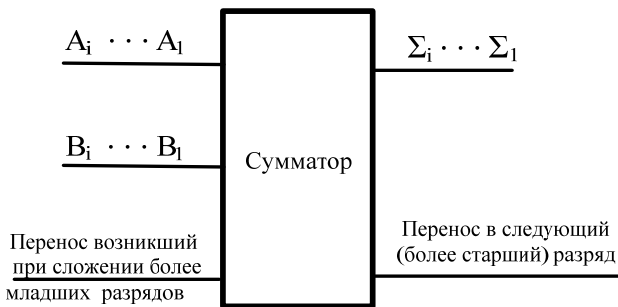 Aᵢ · · · A₁
Σᵢ · · · Σ₁
Bᵢ · · · B₁
Сумматор
Перенос возникший
при сложении более
младших разрядов
Перенос в следующий
(более старший) разряд